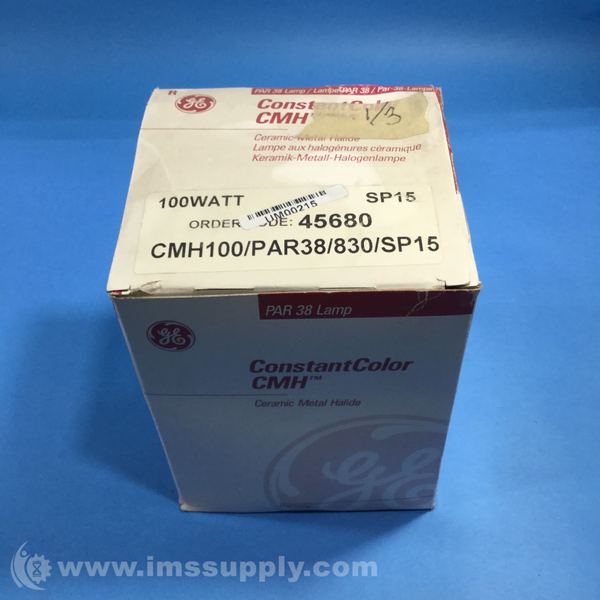 R
PAR 38 Lamp / Lampe PAR 38 / Par-38-Lampe
GE
ConstantCol
CMH
1/3
Ceramic Metal Halide
Lampe aux halogénures céramique
Keramik-Metall-Halogenlampe
100WATT SP15
UM00215
ORDER CODE: 45680
CMH100/PAR38/830/SP15
PAR 38 Lamp
GE
ConstantColor
CMH™
Ceramic Metal Halide
GE
www.imssupply.com